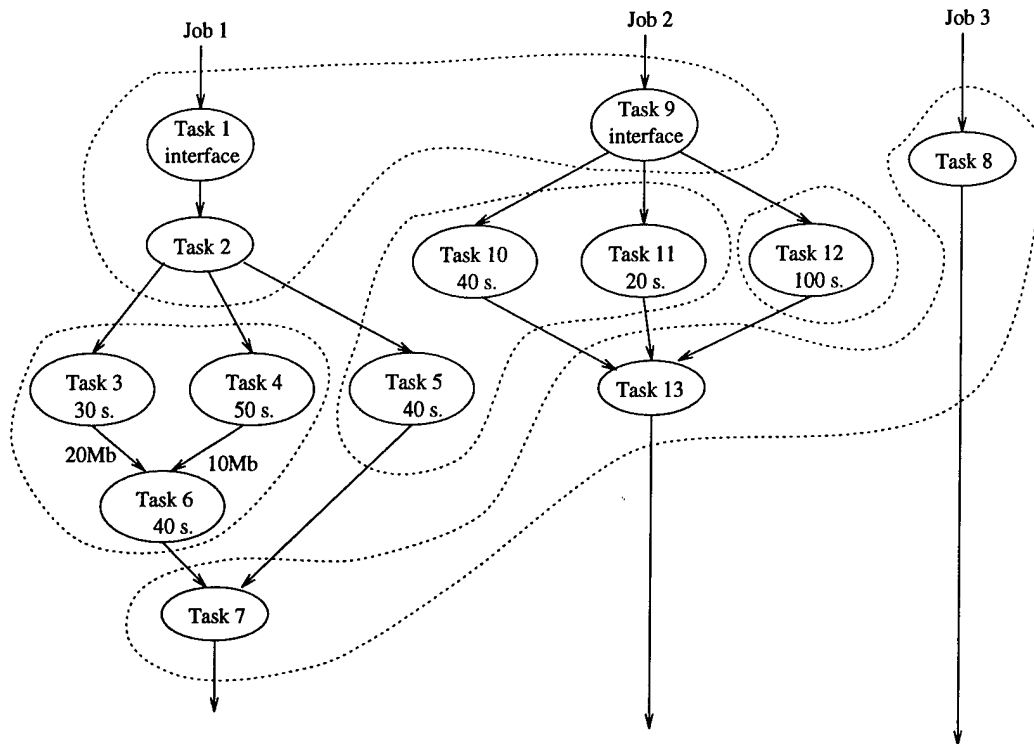 Job 1
Job 2
Job 3
Task 1
interface
Task 9
interface
Task 8
Task 2
Task 10
40 s.
Task 11
20 s.
Task 12
100 s.
Task 3
30 s.
Task 4
50 s.
Task 5
40 s.
Task 13
20Mb
10Mb
Task 6
40 s.
Task 7